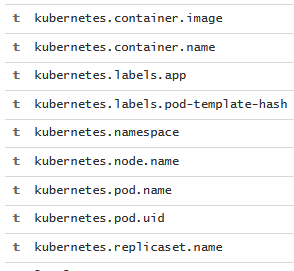 t kubernetes.container.image
t kubernetes.container.name
t kubernetes.labels.app
t kubernetes.labels.pod-template-hash
t kubernetes.namespace
t kubernetes.node.name
t kubernetes.pod.name
t kubernetes.pod.uid
t kubernetes.replicaset.name